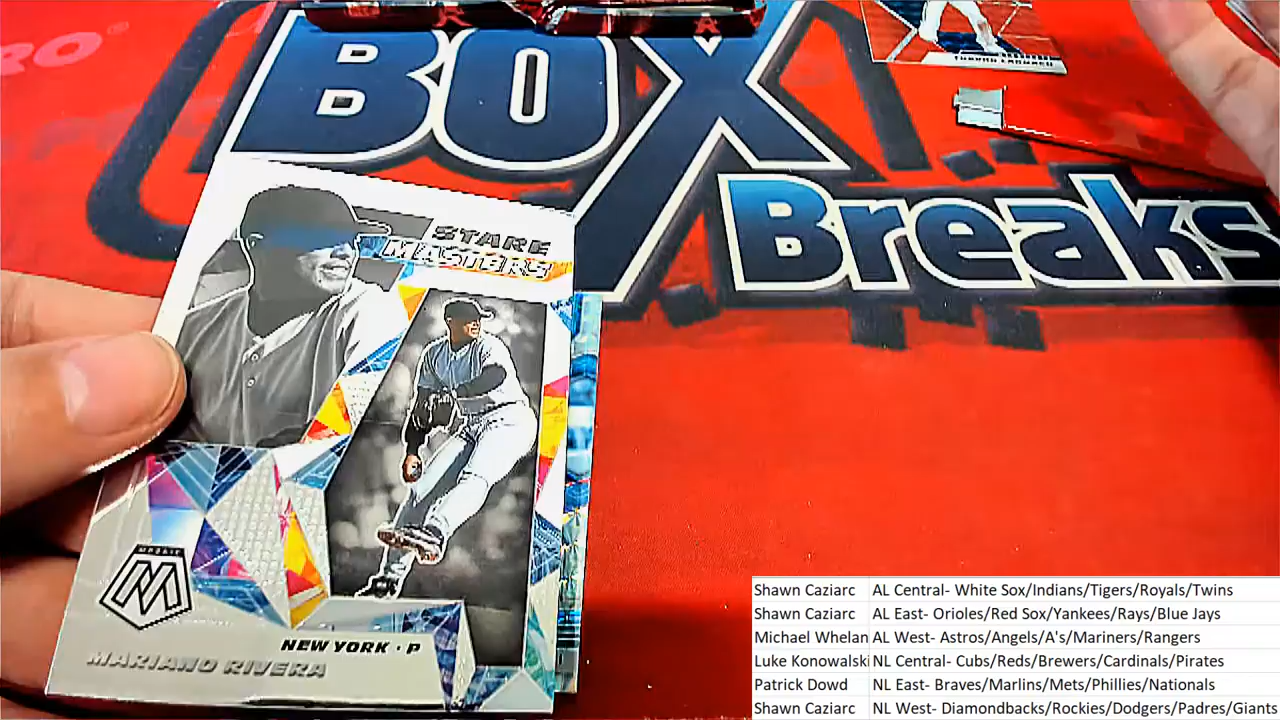 BOX
Breaks
STARE
MASTERS
MOSAIC
M
NEW YORK · P
MARIANO RIVERA
Shawn Caziarc AL Central- White Sox/Indians/Tigers/Royals/Twins
Shawn Caziarc AL East- Orioles/Red Sox/Yankees/Rays/Blue Jays
Michael Whelan AL West- Astros/Angels/A's/Mariners/Rangers
Luke Konowalski NL Central- Cubs/Reds/Brewers/Cardinals/Pirates
Patrick Dowd NL East- Braves/Marlins/Mets/Phillies/Nationals
Shawn Caziarc NL West- Diamondbacks/Rockies/Dodgers/Padres/Giants